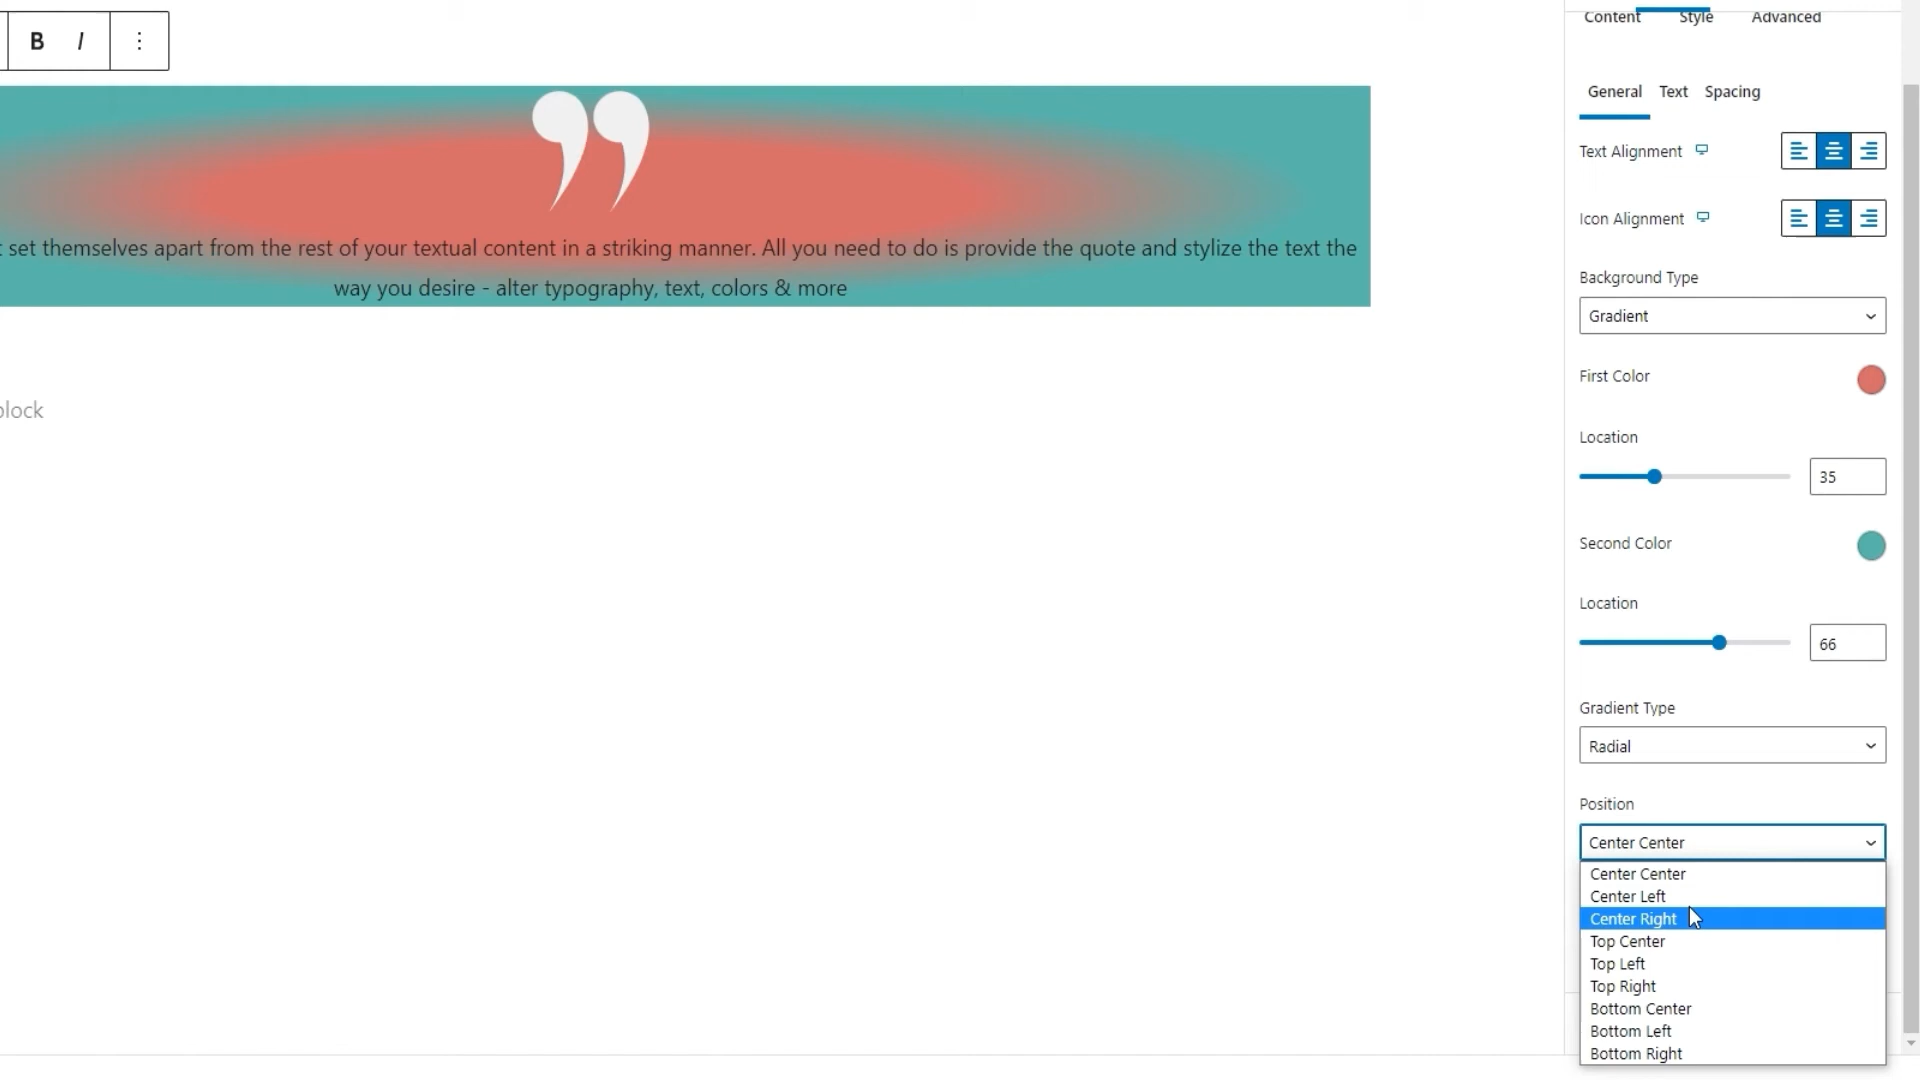 B I
Content Style Advanced
General Text Spacing
Text Alignment
Icon Alignment
set themselves apart from the rest of your textual content in a striking manner. All you need to do is provide the quote and stylize the text the
way you desire - alter typography, text, colors & more
Background Type
Gradient
First Color
block
Location
35
Second Color
Location
66
Gradient Type
Radial
Position
Center Center
Center Center
Center Left
Center Right
Top Center
Top Left
Top Right
Bottom Center
Bottom Left
Bottom Right